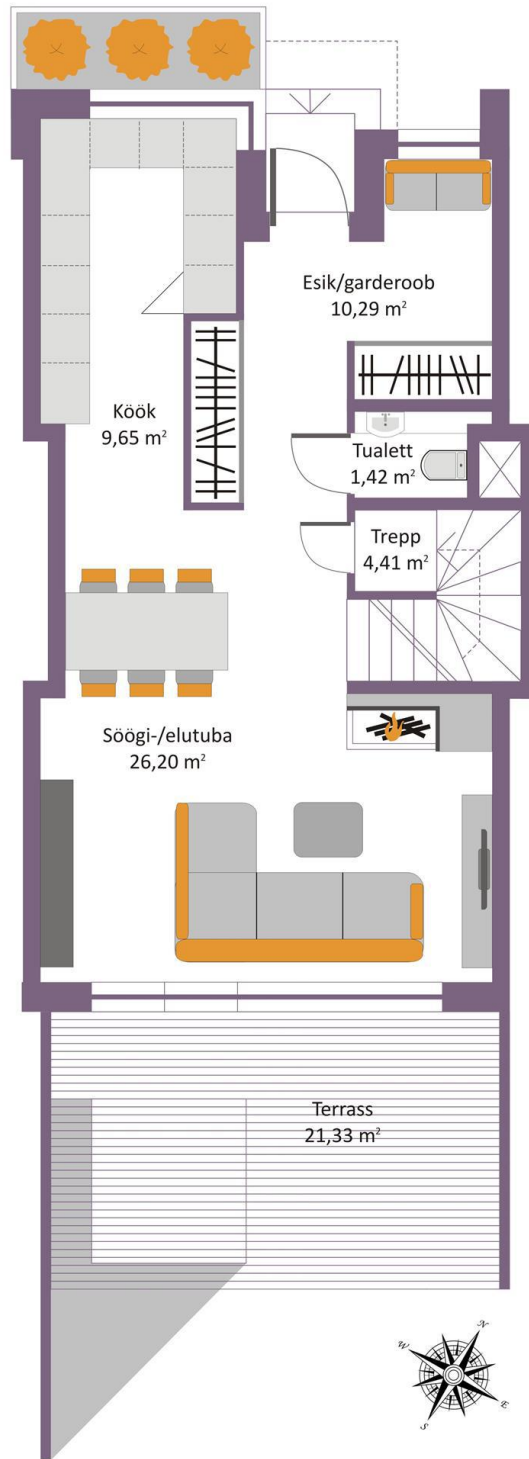 Esik/garderoob
10,29 m²
Köök
9,65 m²
Tualett
1,42 m²
Trepp
4,41 m²
Söögi-/elutuba
26,20 m²
Terrass
21,33 m²
N
W
E
S